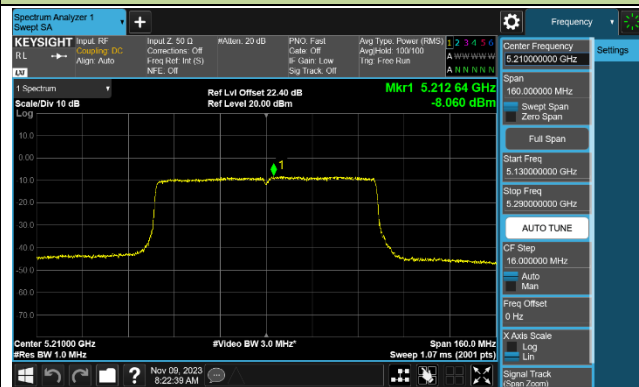 Spectrum Analyzer 1
Swept SA
+
Frequency
KEYSIGHT
RL
LXI
Input: RF
Coupling: DC
Align: Auto
Input Z: 50 Ω
Corrections: Off
Freq Ref: Int (S)
NFE: Off
#Atten: 20 dB
PNO: Fast
Gate: Off
IF Gain: Low
Sig Track: Off
Avg Type: Power (RMS)
Avg|Hold: 100/100
Trig: Free Run
1 2 3 4 5 6
A W W W W W
A N N N N N
1 Spectrum
Scale/Div 10 dB
Log
Ref Lvl Offset 22.40 dB
Ref Level 20.00 dBm
Mkr1 5.212 64 GHz
-8.060 dBm
10.0
0.00
-10.0
-20.0
-30.0
-40.0
-50.0
-60.0
-70.0
1
Center 5.21000 GHz
#Res BW 1.0 MHz
#Video BW 3.0 MHz*
Span 160.0 MHz
Sweep 1.07 ms (2001 pts)
Center Frequency
5.210000000 GHz
Settings
Span
160.000000 MHz
Swept Span
Zero Span
Full Span
Start Freq
5.130000000 GHz
Stop Freq
5.290000000 GHz
AUTO TUNE
CF Step
16.000000 MHz
Auto
Man
Freq Offset
0 Hz
X Axis Scale
Log
Lin
Signal Track
(Span Zoom)
?
Nov 09, 2023
8:22:39 AM